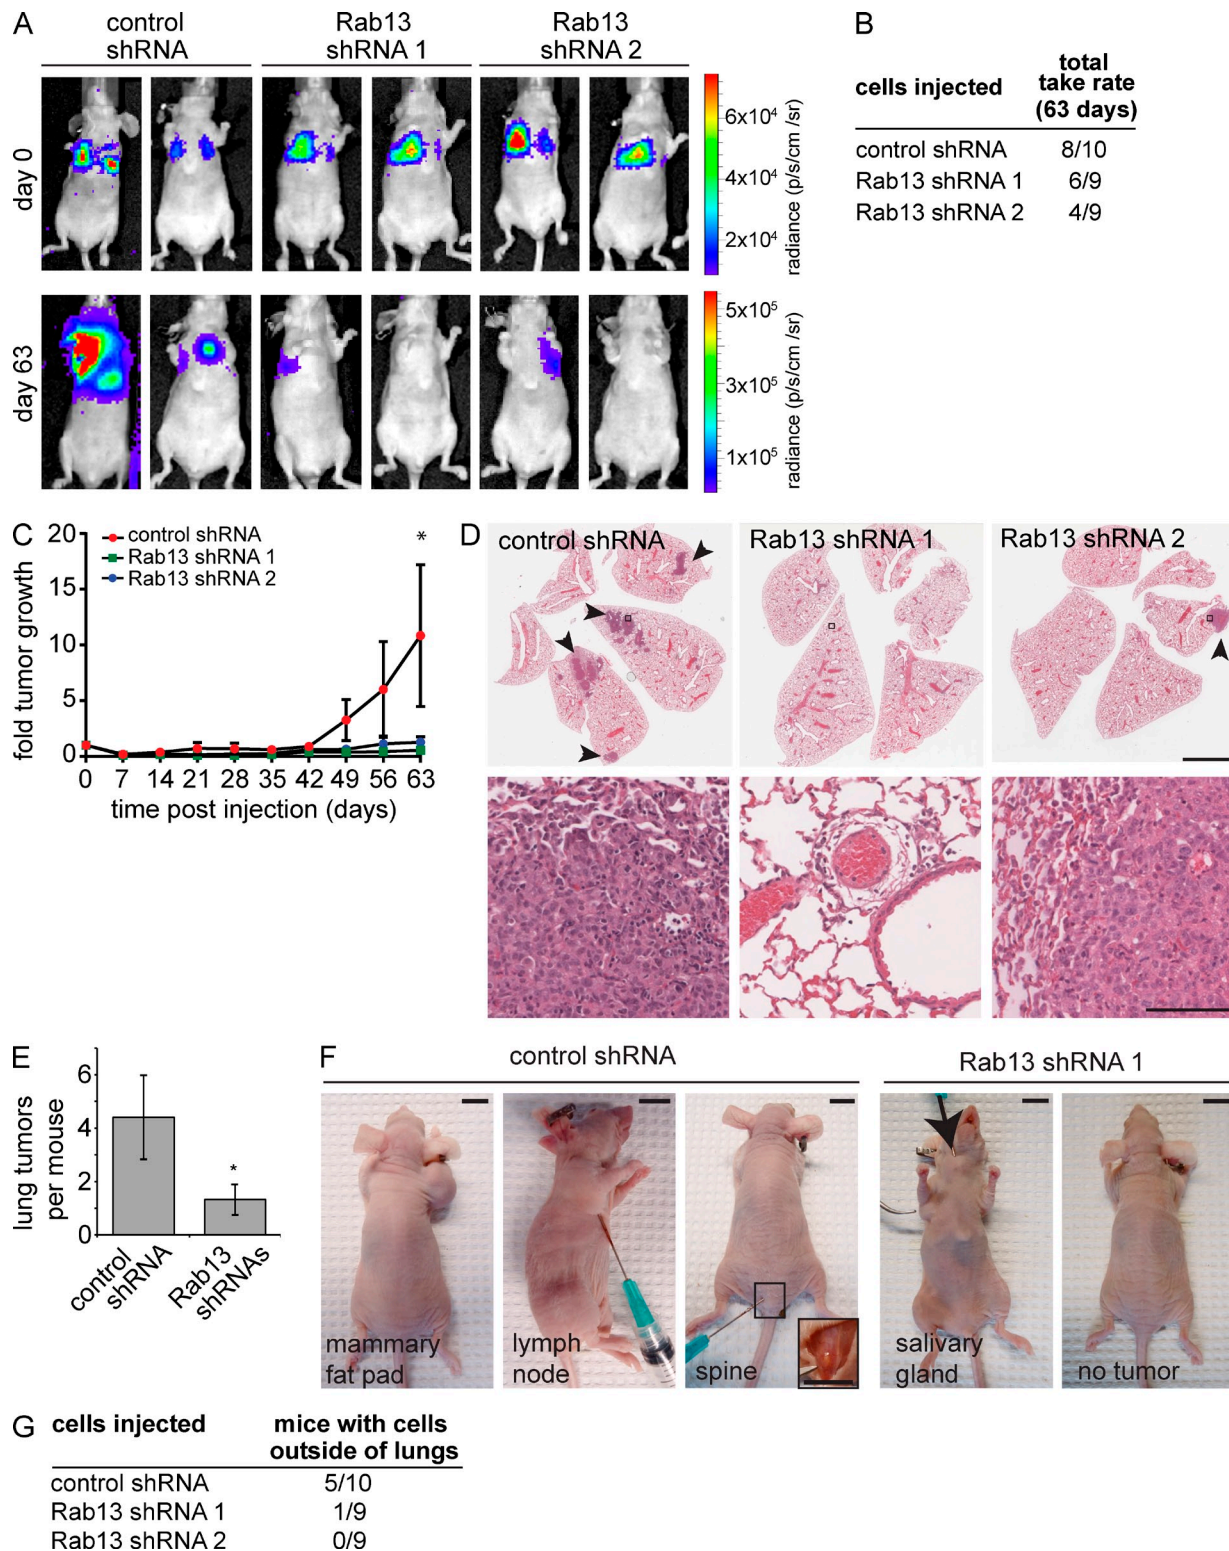 A
control
shRNA
Rab13
shRNA 1
Rab13
shRNA 2
day 0
6x10⁴
4x10⁴
2x10⁴
radiance (p/s/cm /sr)
day 63
5x10⁵
3x10⁵
1x10⁵
radiance (p/s/cm /sr)
B
cells injected
total
take rate
(63 days)
control shRNA 8/10
Rab13 shRNA 1 6/9
Rab13 shRNA 2 4/9
C
fold tumor growth
20
15
10
5
0
control shRNA
Rab13 shRNA 1
Rab13 shRNA 2
*
0 7 14 21 28 35 42 49 56 63
time post injection (days)
D
control shRNA
Rab13 shRNA 1
Rab13 shRNA 2
E
lung tumors
per mouse
6
4
2
0
*
control
shRNA
Rab13
shRNAs
F
control shRNA
Rab13 shRNA 1
mammary
fat pad
lymph
node
spine
salivary
gland
no tumor
G
cells injected
mice with cells
outside of lungs
control shRNA 5/10
Rab13 shRNA 1 1/9
Rab13 shRNA 2 0/9